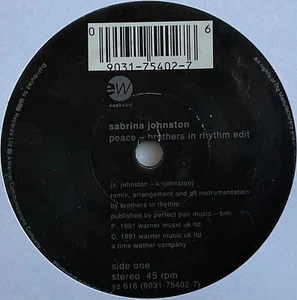 0 6
9031-75402-7
ew
eastwest
sabrina johnston
peace – brothers in rhythm edit
(s. johnston – k. johnston)
remix, arrangement and all instrumentation
by brothers in rhythm
published by perfect pair music – bmi
P. 1991 warner music uk ltd
C. 1991 warner music uk ltd
a time warner company
side one
stereo 45 rpm
yz 616 (9031-75402-7)